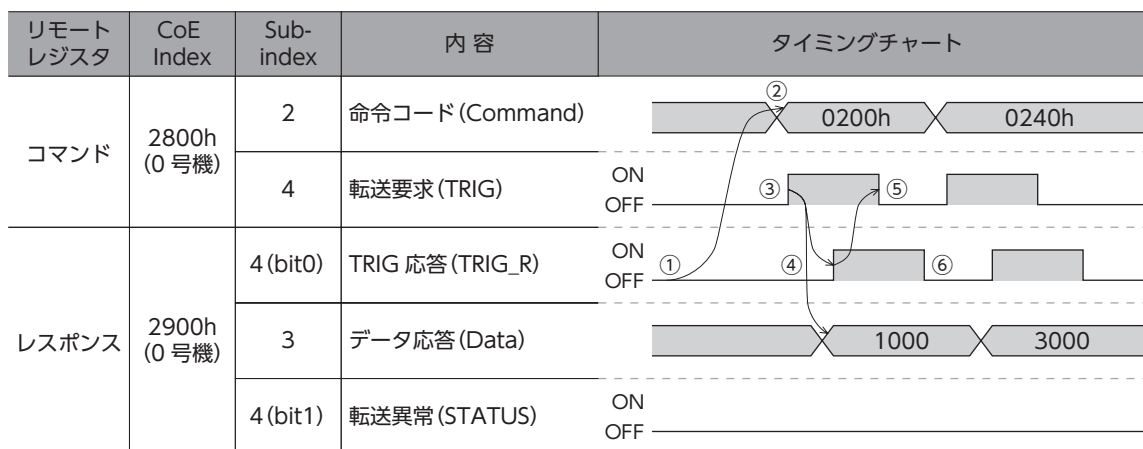 リモート
レジスタ
CoE
Index
Sub-
index
内 容
タイミングチャート
コマンド
2800h
(0 号機)
2
命令コード(Command)
②
0200h
0240h
4
転送要求(TRIG)
ON
OFF
③
⑤
レスポンス
2900h
(0 号機)
4(bit0)
TRIG 応答(TRIG_R)
ON
OFF
①
④
⑥
3
データ応答(Data)
1000
3000
4(bit1)
転送異常(STATUS)
ON
OFF